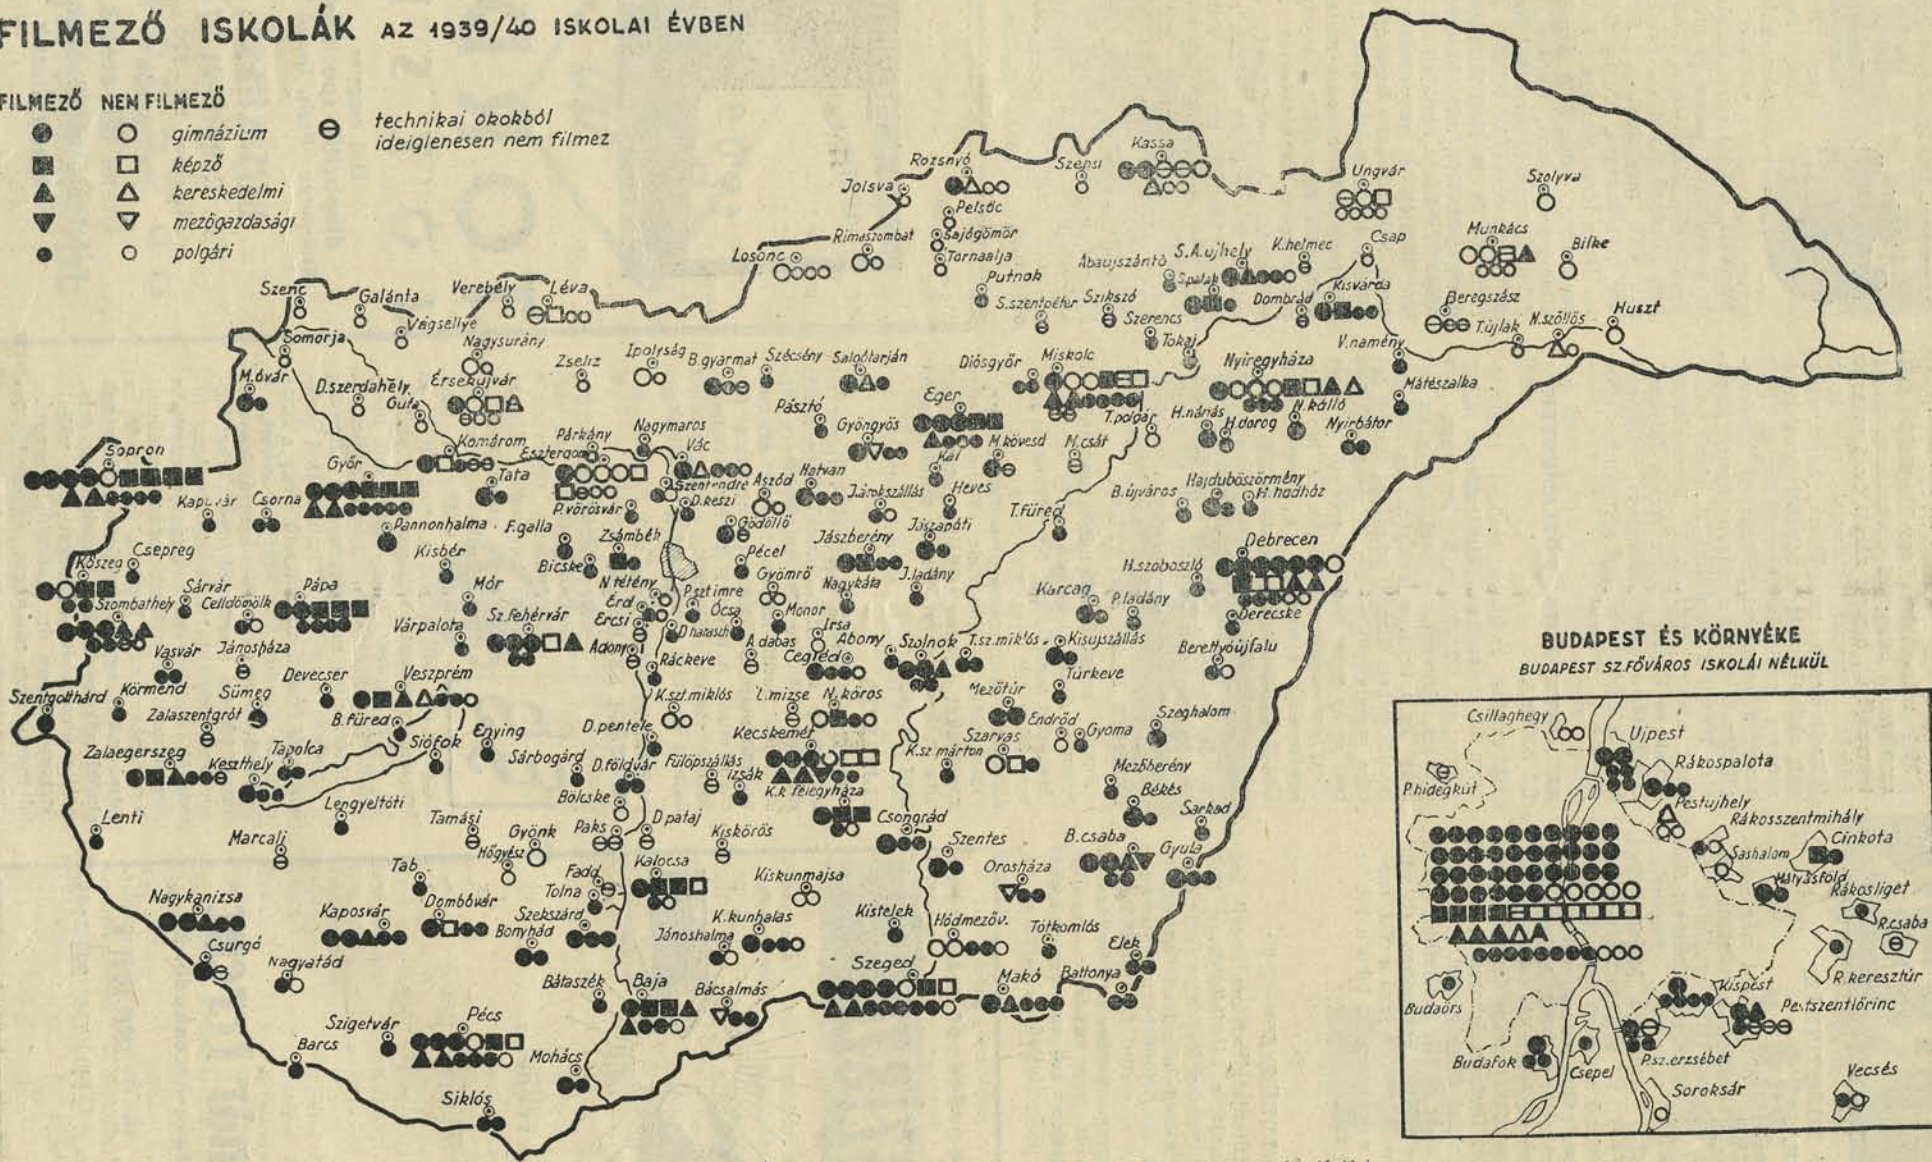 FILMEZŐ ISKOLÁK AZ 1939/40 ISKOLAI ÉVBEN
FILMEZŐ NEM FILMEZŐ
gimnázium
technikai okokból
ideiglenesen nem filmez
képző
kereskedelmi
mezőgazdasági
polgári
Rozsnyó
Szepsi
Kassa
Ungvár
Szolyva
Jolsva
Pelsőc
Sajógömör
Tornaalja
Rimaszombat
Losonc
Putnok
Abaujszántó
S.A.ujhely
S.patak
K.helmec
Csap
Munkács
Bilke
Szenc
Galánta
Verebély
Léva
Vágsellye
S.szentpéter
Szikszó
Szerencs
Dombrád
Kisvárda
Beregszász
T.újlak
N.szőllős
Huszt
Somorja
Nagysurány
Zseliz
Ipolyság
B.gyarmat
Szécsény
Salgótarján
Diósgyőr
Miskolc
Tokaj
Nyíregyháza
V.namény
Mátészalka
M.óvár
D.szerdahely
Érsekujvár
Guta
Pásztó
Gyöngyös
Eger
T.polgár
H.nánás
H.dorog
N.kálló
Nyirbátor
Komárom
Párkány
Esztergom
Nagymaros
Vác
M.kövesd
M.csát
Kál
Sopron
Győr
Tata
Szentendre
Aszód
Hatvan
J.árokszállás
Heves
B.újváros
Hajduböszörmény
H.hadház
Kapuvár
Csorna
P.vörösvár
D.keszi
T.füred
Pannonhalma
F.galla
Zsámbék
Gödöllő
Jászberény
Jászapáti
Debrecen
Kőszeg
Csepreg
Kisbér
Bicske
Pécel
Gyömrő
Nagykáta
J.ladány
H.szoboszló
Szombathely
Sárvár
Celldömölk
Pápa
Mór
N.tétény
Érd
P.szt.imre
Ócsa
Monor
Karcag
P.ladány
Derecske
Várpalota
Sz.fehérvár
Ercsi
D.haraszti
Irsa
Abony
Szolnok
T.sz.miklós
Kisujszállás
Berettyóújfalu
Vasvár
Jánosháza
Adony
Ráckeve
A.dabas
Cegléd
Szentgotthárd
Körmend
Sümeg
Devecser
Veszprém
K.szt.miklós
L.mizse
N.kőrös
Mezőtúr
Túrkeve
Zalaszentgrót
B.füred
Enying
D.pentele
Kecskemét
Endrőd
Gyoma
Szeghalom
Zalaegerszeg
Tapolca
Keszthely
Siófok
Sárbogárd
D.földvár
Fülöpszállás
Izsák
K.sz.márton
Szarvas
Lenti
Lengyeltóti
Bölcske
K.k.félegyháza
Mezőberény
Békés
Sarkad
Marcali
Tamási
Gyönk
Paks
D.pataj
Kiskörös
Csongrád
Szentes
B.csaba
Gyula
Tab
Hőgyész
Fadd
Tolna
Kalocsa
Kiskunmajsa
Orosháza
Nagykanizsa
Kaposvár
Dombóvár
Szekszárd
Bonyhád
K.kunhalas
Kistelek
Hódmezőv.
Tótkomlós
Csurgó
Nagyatád
Jánoshalma
Elek
Szigetvár
Pécs
Bátaszék
Baja
Bácsalmás
Szeged
Makó
Battonya
Barcs
Mohács
Siklós
BUDAPEST ÉS KÖRNYÉKE
BUDAPEST SZ.FŐVÁROS ISKOLÁI NÉLKÜL
Csillaghegy
Ujpest
P.hidegkút
Rákospalota
Pestujhely
Rákosszentmihály
Sashalom
Cinkota
Mátyásföld
Rákosliget
R.csaba
R.keresztúr
Budaörs
Kispest
Pestszentlőrinc
Budafok
Csepel
P.sz.erzsébet
Soroksár
Vecsés